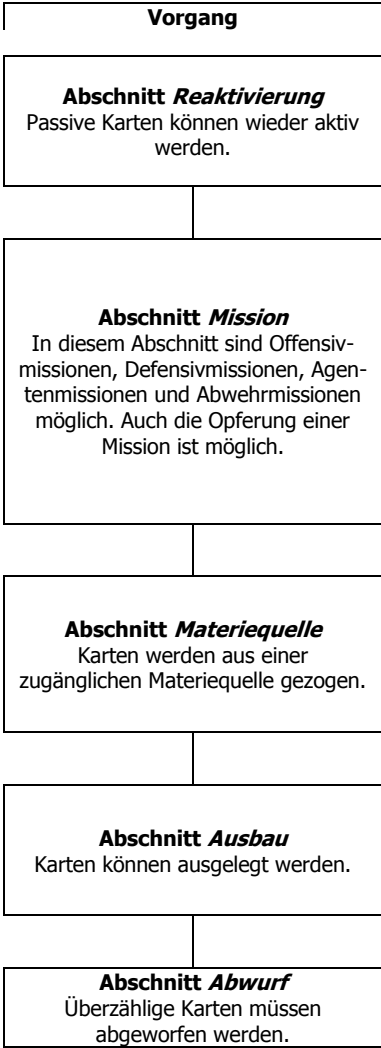 Vorgang
Abschnitt Reaktivierung
Passive Karten können wieder aktiv
werden.
Abschnitt Mission
In diesem Abschnitt sind Offensiv-
missionen, Defensivmissionen, Agen-
tenmissionen und Abwehrmissionen
möglich. Auch die Opferung einer
Mission ist möglich.
Abschnitt Materiequelle
Karten werden aus einer
zugänglichen Materiequelle gezogen.
Abschnitt Ausbau
Karten können ausgelegt werden.
Abschnitt Abwurf
Überzählige Karten müssen
abgeworfen werden.